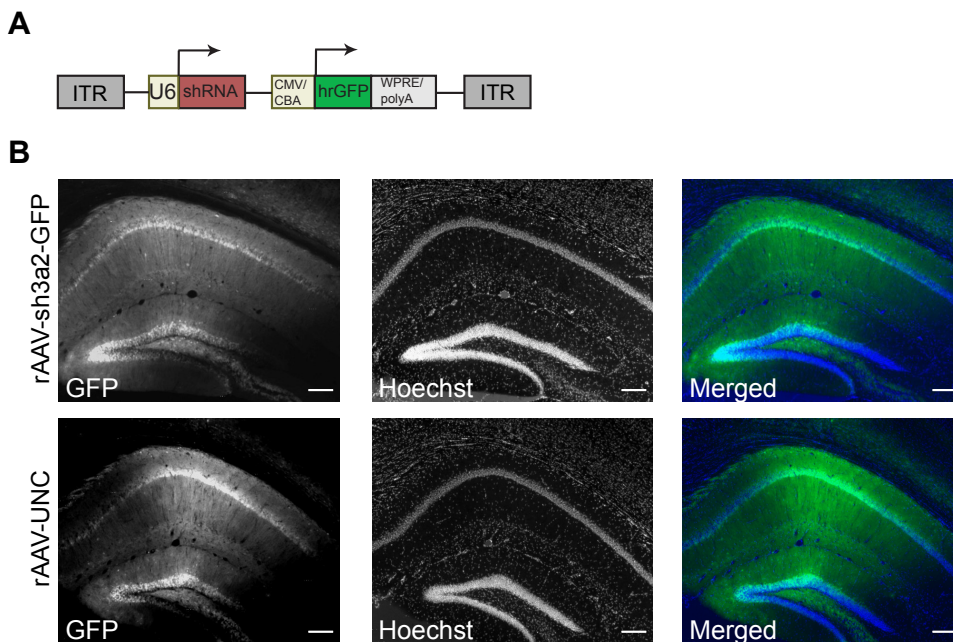 A
ITR
U6
shRNA
CMV/
CBA
hrGFP
WPRE/
polyA
ITR
B
rAAV-sh3a2-GFP
GFP
Hoechst
Merged
rAAV-UNC
GFP
Hoechst
Merged